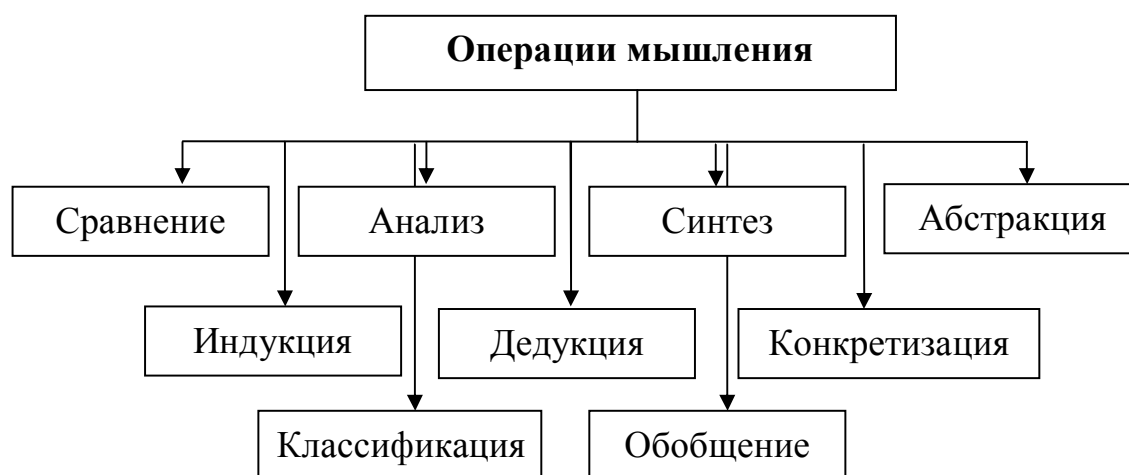 Операции мышления
Сравнение
Анализ
Синтез
Абстракция
Индукция
Дедукция
Конкретизация
Классификация
Обобщение